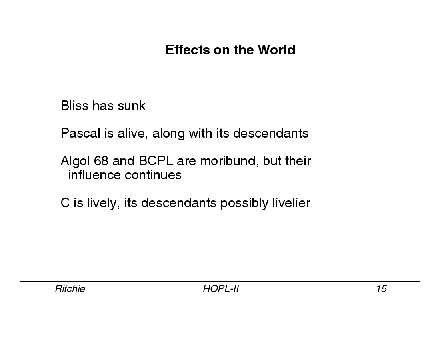 Effects on the World
Bliss has sunk
Pascal is alive, along with its descendants
Algol 68 and BCPL are moribund, but their
influence continues
C is lively, its descendants possibly livelier
Ritchie HOPL-II 15